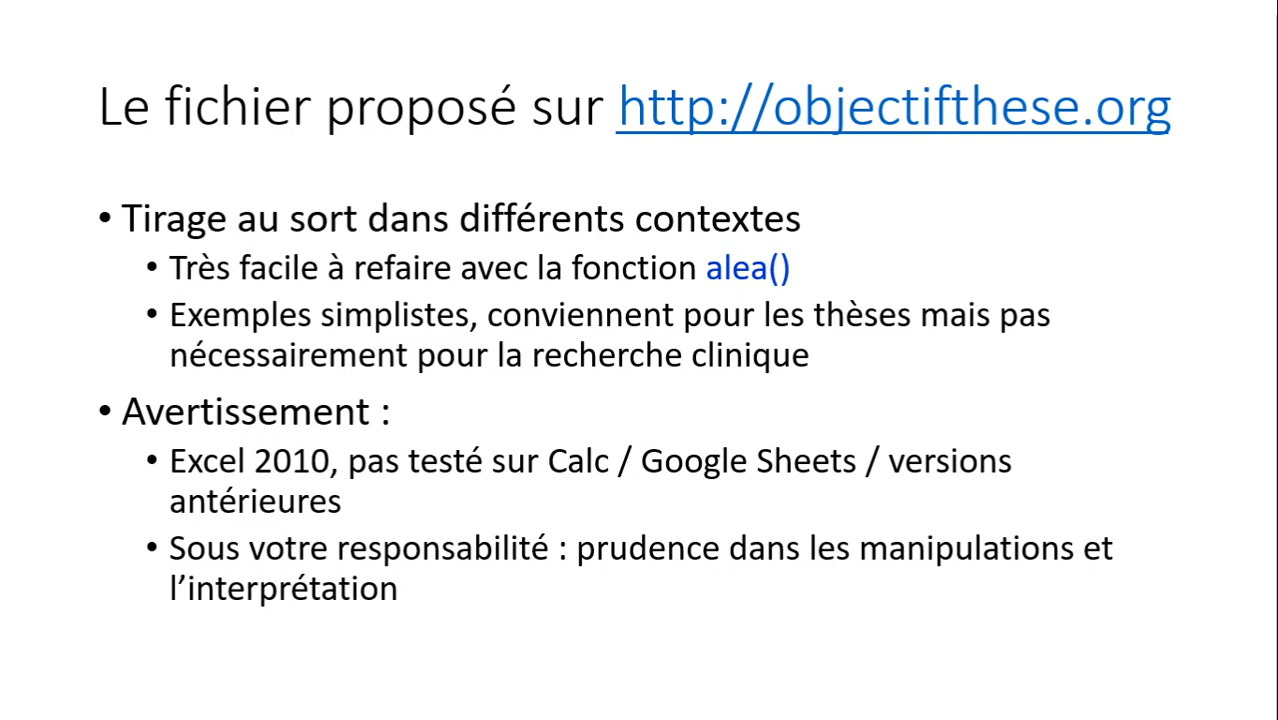 Le fichier proposé sur http://objectifthese.org
• Tirage au sort dans différents contextes
• Très facile à refaire avec la fonction alea()
• Exemples simplistes, conviennent pour les thèses mais pas
nécessairement pour la recherche clinique
• Avertissement :
• Excel 2010, pas testé sur Calc / Google Sheets / versions
antérieures
• Sous votre responsabilité : prudence dans les manipulations et
l’interprétation